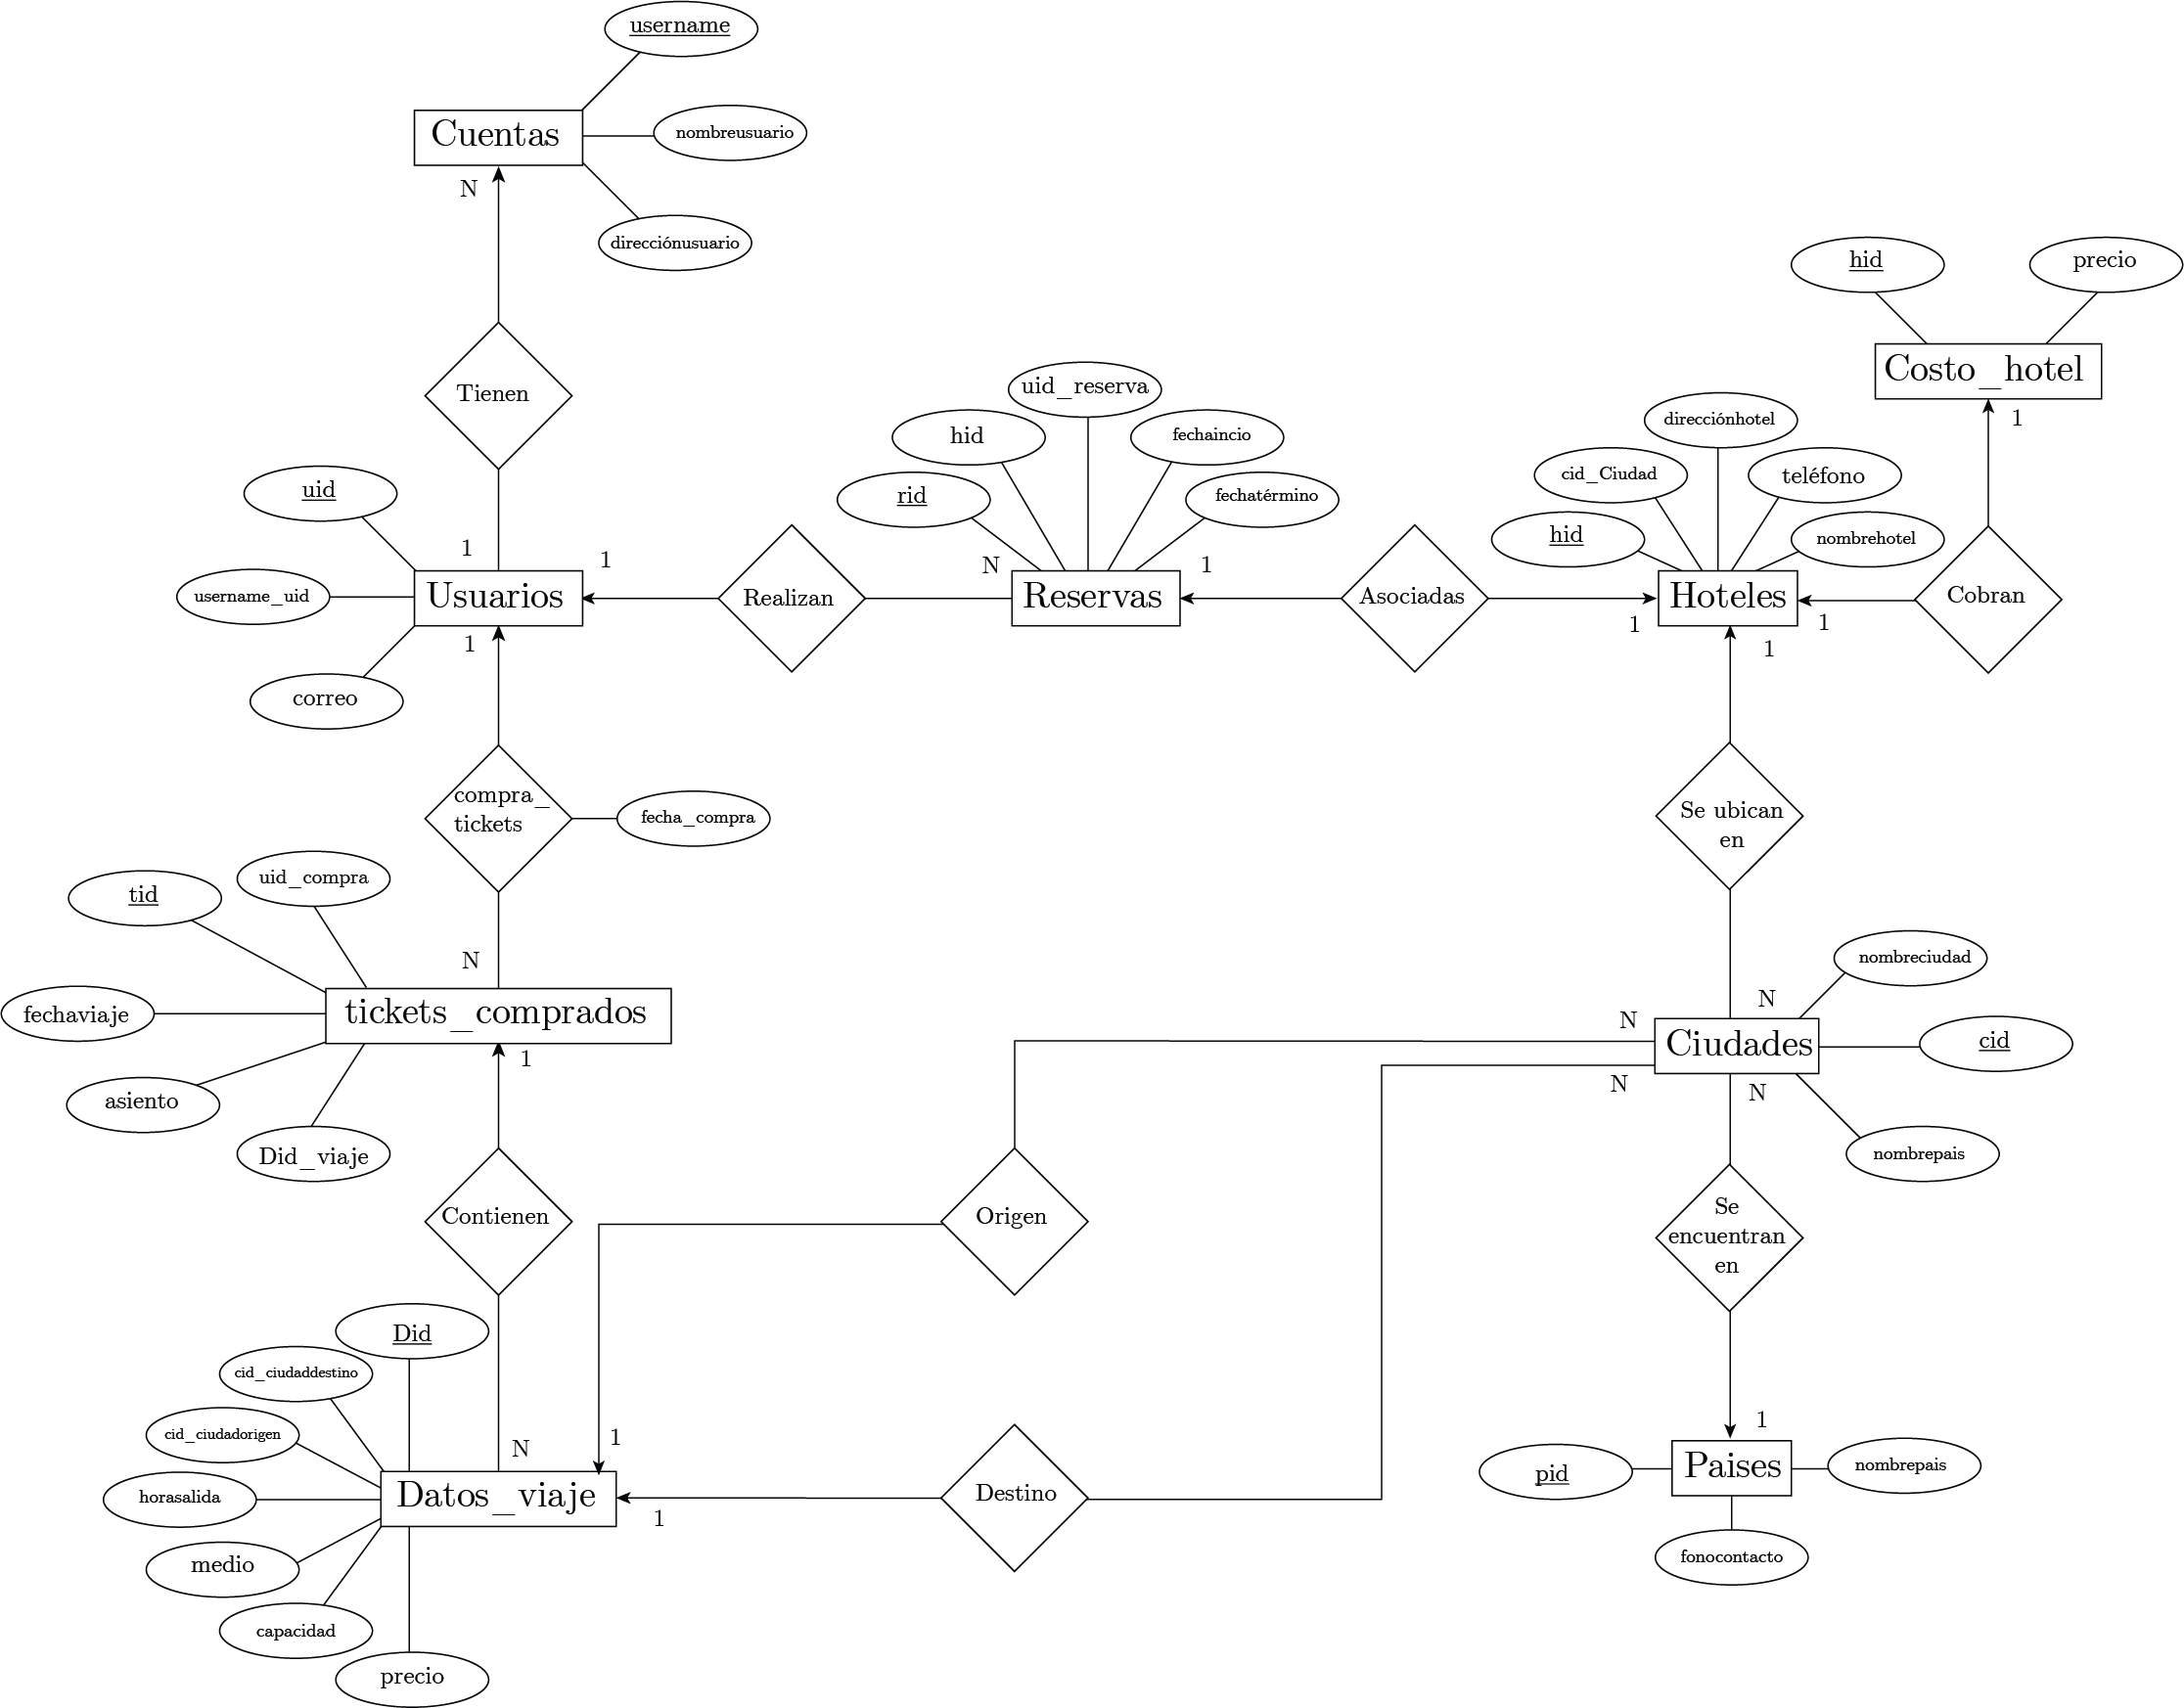 username
Cuentas
nombreusuario
N
direcciónusuario
hid
precio
Costo_hotel
1
Tienen
uid_reserva
hid
fechaincio
rid
fechatérmino
direcciónhotel
cid_Ciudad
teléfono
hid
nombrehotel
uid
1
1
N
1
username_uid
Usuarios
Realizan
Reservas
Asociadas
Hoteles
Cobran
1
1
1
1
correo
compra_
tickets
fecha_compra
Se ubican
en
uid_compra
tid
N
nombreciudad
N
fechaviaje
tickets_comprados
N
Ciudades
cid
1
N
N
asiento
Did_viaje
nombrepais
Contienen
Origen
Se
encuentran
en
Did
cid_ciudaddestino
cid_ciudadorigen
N
1
1
horasalida
Datos_viaje
Destino
pid
Paises
nombrepais
1
medio
fonocontacto
capacidad
precio